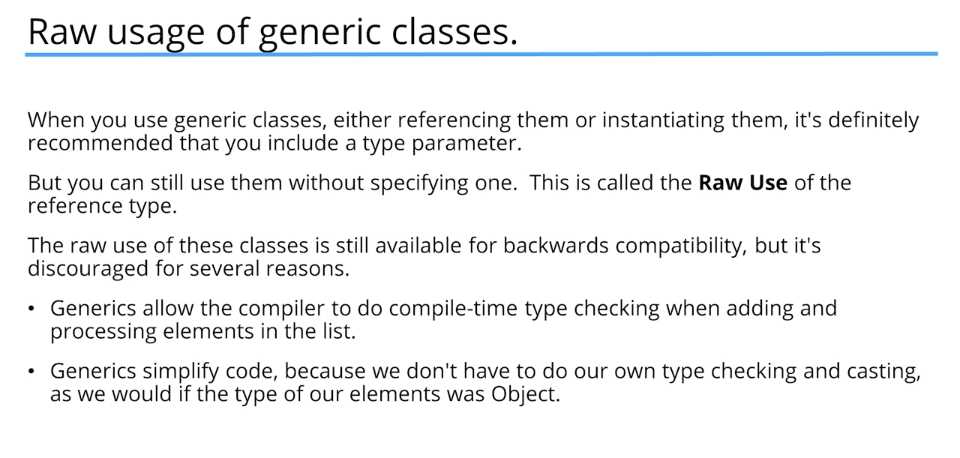 Raw usage of generic classes.
When you use generic classes, either referencing them or instantiating them, it's definitely
recommended that you include a type parameter.
But you can still use them without specifying one.  This is called the Raw Use of the
reference type.
The raw use of these classes is still available for backwards compatibility, but it's
discouraged for several reasons.
• Generics allow the compiler to do compile-time type checking when adding and
processing elements in the list.
• Generics simplify code, because we don't have to do our own type checking and casting,
as we would if the type of our elements was Object.